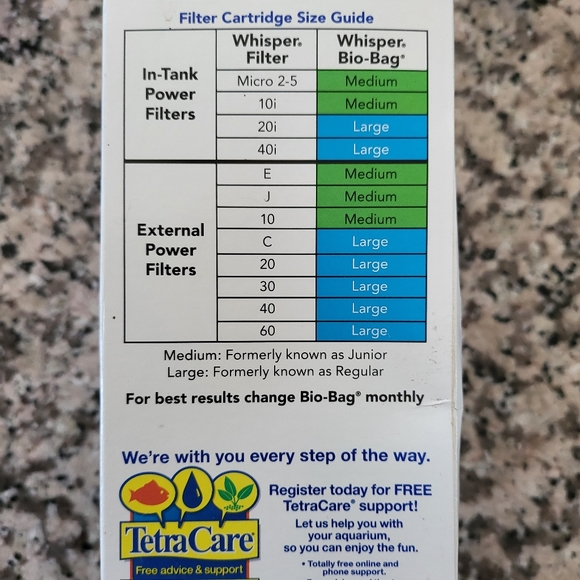 Filter Cartridge Size Guide
Whisper® Filter Whisper® Bio-Bag®
In-Tank Power Filters
Micro 2-5 Medium
10i Medium
20i Large
40i Large
External Power Filters
E Medium
J Medium
10 Medium
C Large
20 Large
30 Large
40 Large
60 Large
Medium: Formerly known as Junior
Large: Formerly known as Regular
For best results change Bio-Bag® monthly
We're with you every step of the way.
TetraCare®
Free advice & support
Register today for FREE
TetraCare® support!
Let us help you with
your aquarium,
so you can enjoy the fun.
• Totally free online and
phone support.